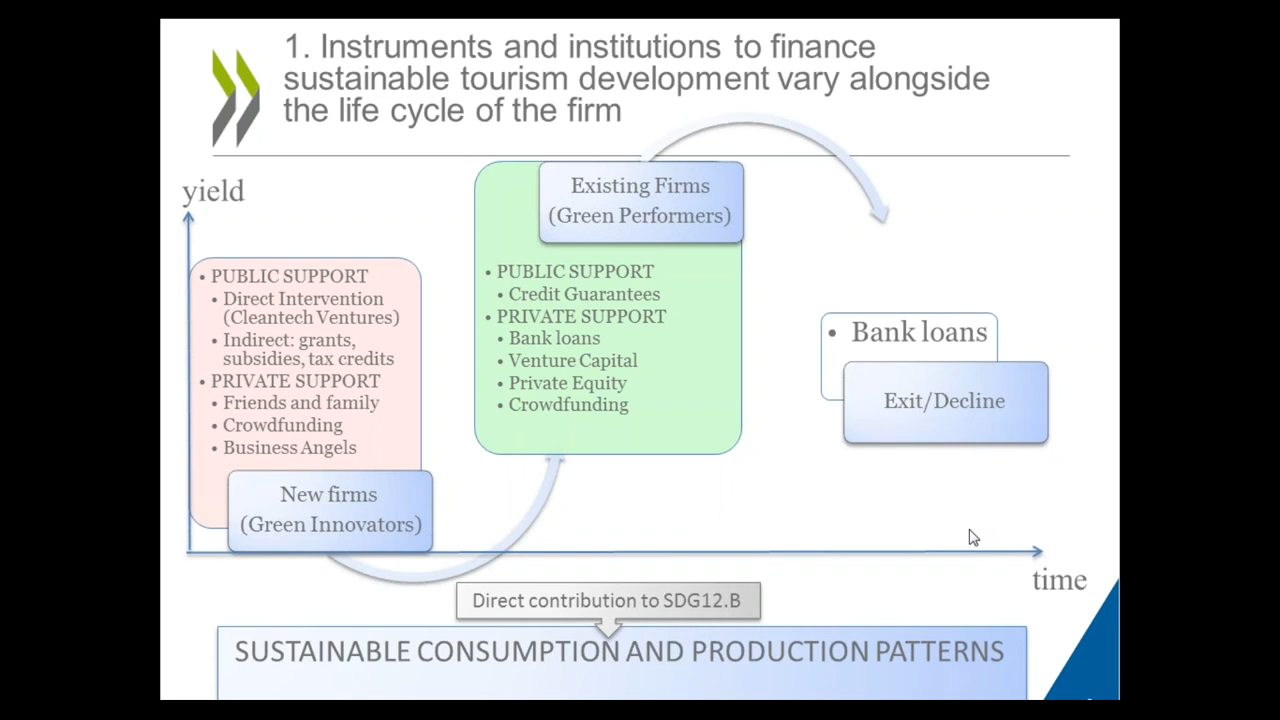 1. Instruments and institutions to finance
sustainable tourism development vary alongside
the life cycle of the firm
yield
• PUBLIC SUPPORT
• Direct Intervention
(Cleantech Ventures)
• Indirect: grants,
subsidies, tax credits
• PRIVATE SUPPORT
• Friends and family
• Crowdfunding
• Business Angels
New firms
(Green Innovators)
Existing Firms
(Green Performers)
• PUBLIC SUPPORT
• Credit Guarantees
• PRIVATE SUPPORT
• Bank loans
• Venture Capital
• Private Equity
• Crowdfunding
• Bank loans
Exit/Decline
time
Direct contribution to SDG12.B
SUSTAINABLE CONSUMPTION AND PRODUCTION PATTERNS